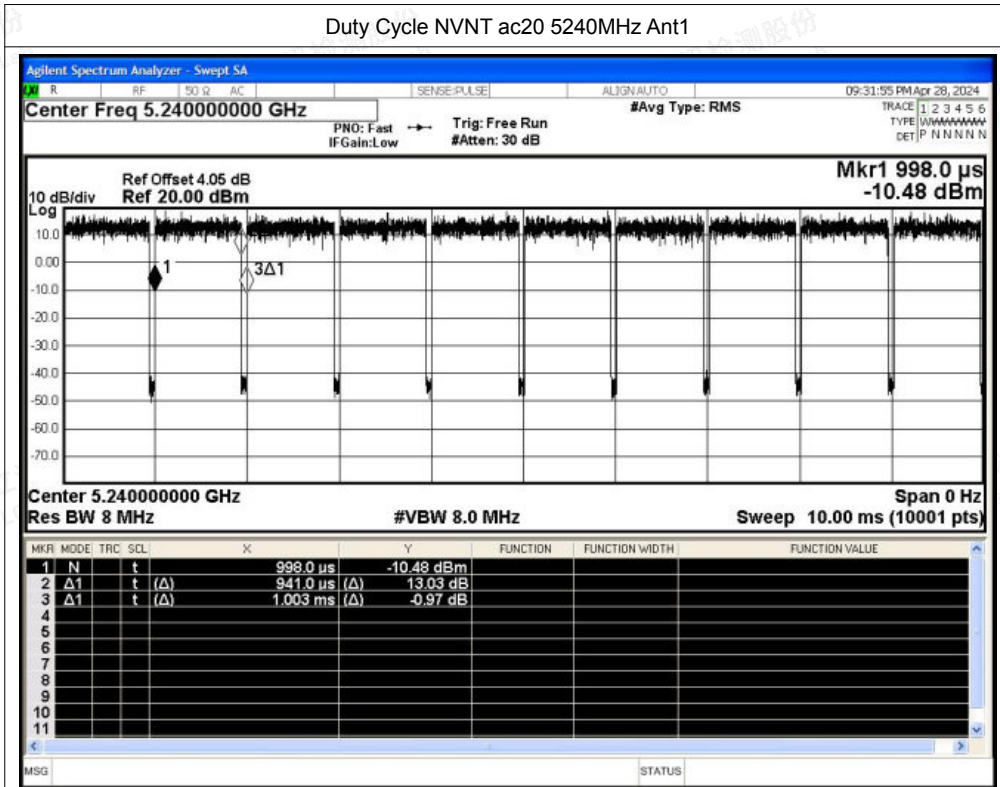 Duty Cycle NVNT ac20 5240MHz Ant1
Agilent Spectrum Analyzer - Swept SA
R RF 50 Ω AC SENSE:PULSE ALIGNAUTO 09:31:55 PM Apr 28, 2024
Center Freq 5.240000000 GHz #Avg Type: RMS TRACE 1 2 3 4 5 6
PNO: Fast Trig: Free Run TYPE WWWWWW
IFGain:Low #Atten: 30 dB DET P N N N N N
Mkr1 998.0 µs
Ref Offset 4.05 dB
10 dB/div Ref 20.00 dBm -10.48 dBm
Log
10.0
0.00
1 3Δ1
-10.0
-20.0
-30.0
-40.0
-50.0
-60.0
-70.0
Center 5.240000000 GHz Span 0 Hz
Res BW 8 MHz #VBW 8.0 MHz Sweep 10.00 ms (10001 pts)
MKR MODE TRC SCL X Y FUNCTION FUNCTION WIDTH FUNCTION VALUE
1 N t 998.0 µs -10.48 dBm
2 Δ1 t (Δ) 941.0 µs (Δ) 13.03 dB
3 Δ1 t (Δ) 1.003 ms (Δ) -0.97 dB
4
5
6
7
8
9
10
11
MSG STATUS